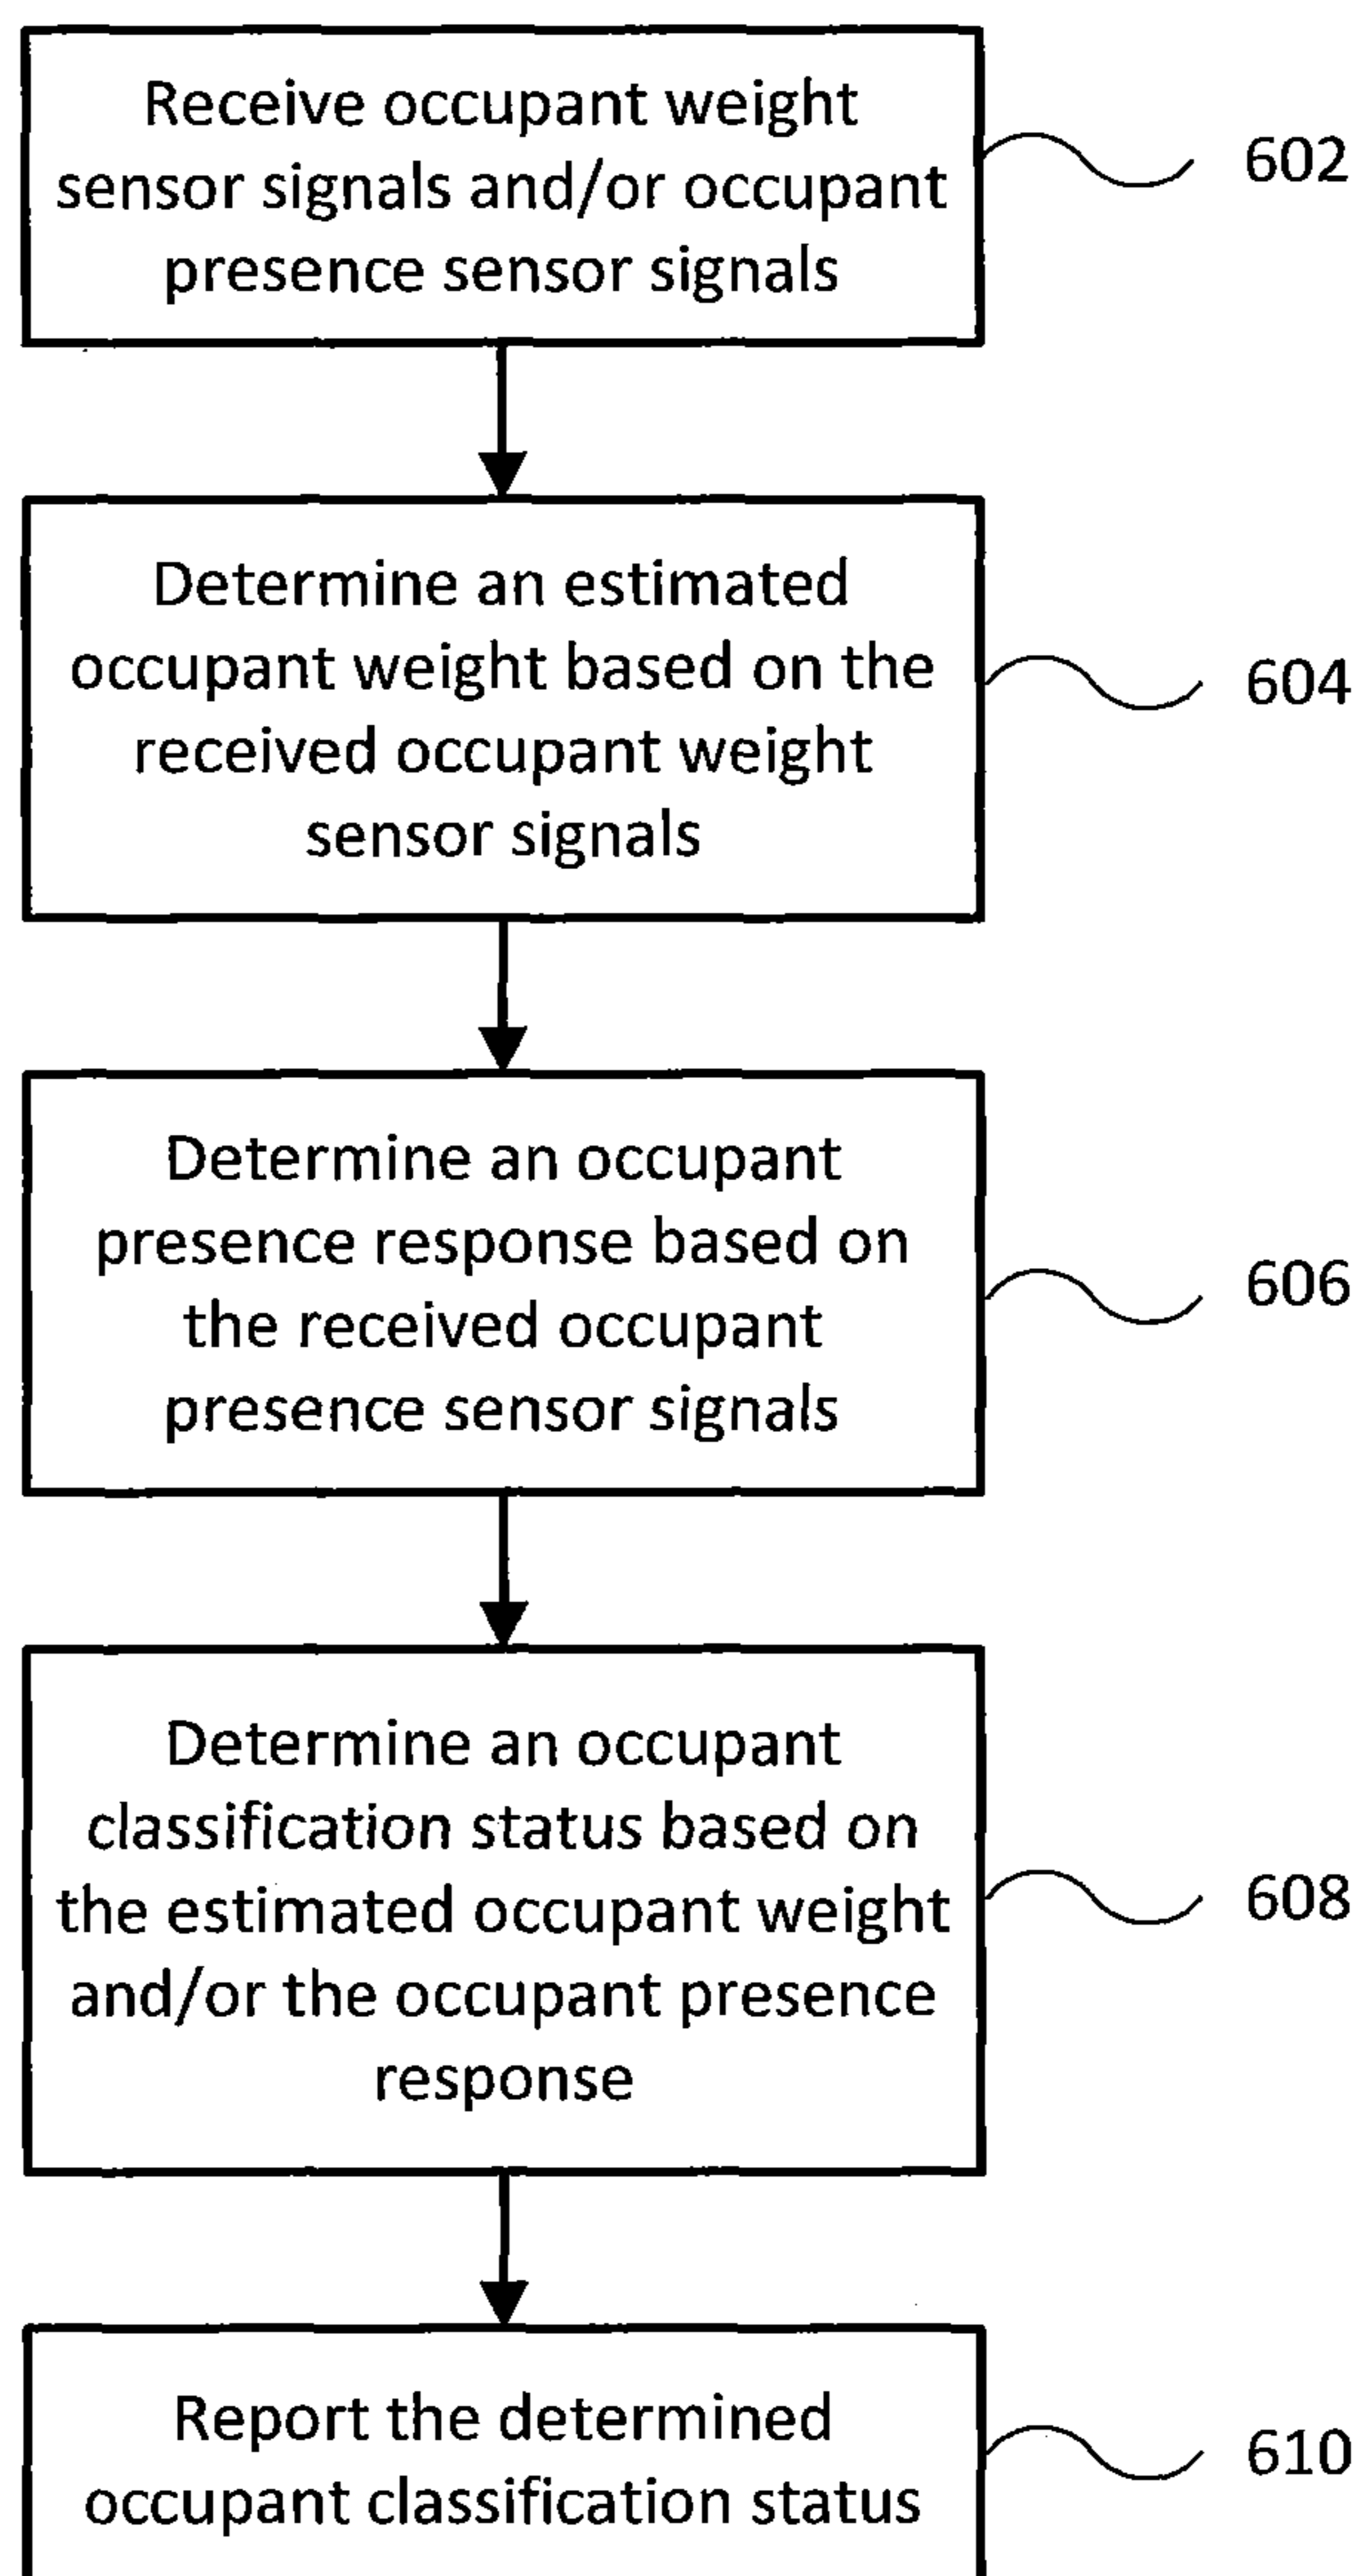 Receive occupant weight
sensor signals and/or occupant
presence sensor signals
602
Determine an estimated
occupant weight based on the
received occupant weight
sensor signals
604
Determine an occupant
presence response based on
the received occupant
presence sensor signals
606
Determine an occupant
classification status based on
the estimated occupant weight
and/or the occupant presence
response
608
Report the determined
occupant classification status
610